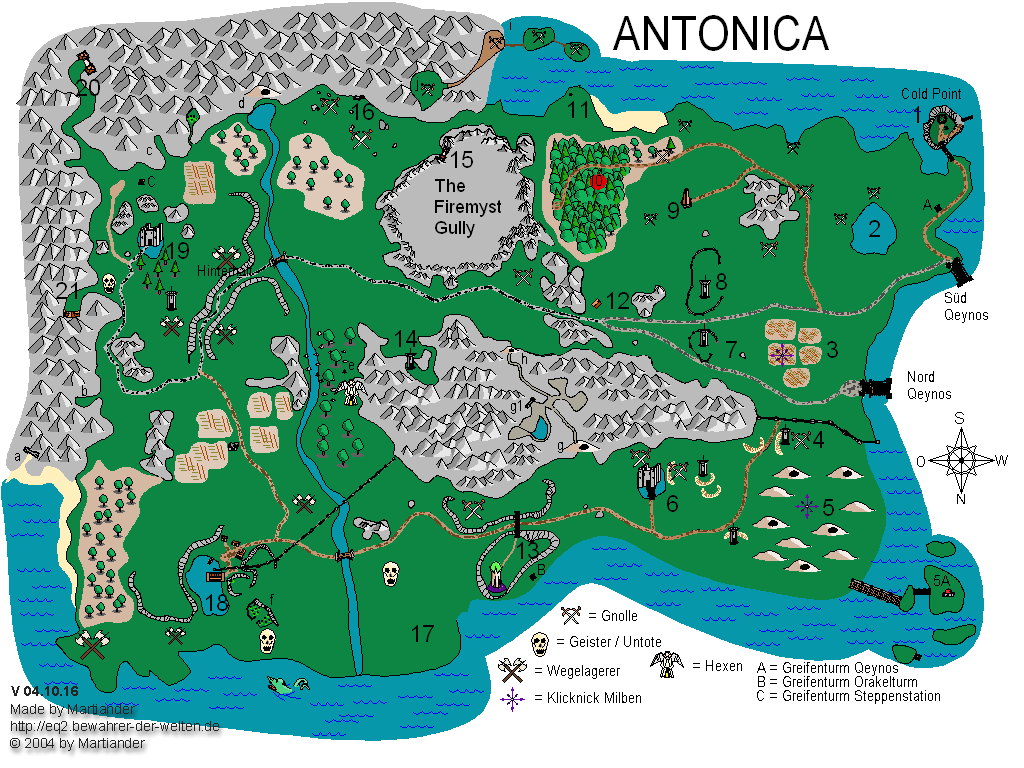 ANTONICA
i
j
20
d
16
11
Cold Point
1
C
15
The
Firemyst
Gully
10
A
C
9
2
19
Hinterhalt
8
12
Süd
Qeynos
21
14
7
3
e
h
Nord
Qeynos
b
g1
S
a
g
4
O
W
N
6
5
13
B
18
f
5A
17
= Gnolle
= Geister / Untote
= Wegelagerer
= Hexen
A = Greifenturm Qeynos
B = Greifenturm Orakelturm
C = Greifenturm Steppenstation
= Klicknick Milben
V 04.10.16
Made by Martiander
http://eq2.bewahrer-der-welten.de
© 2004 by Martiander